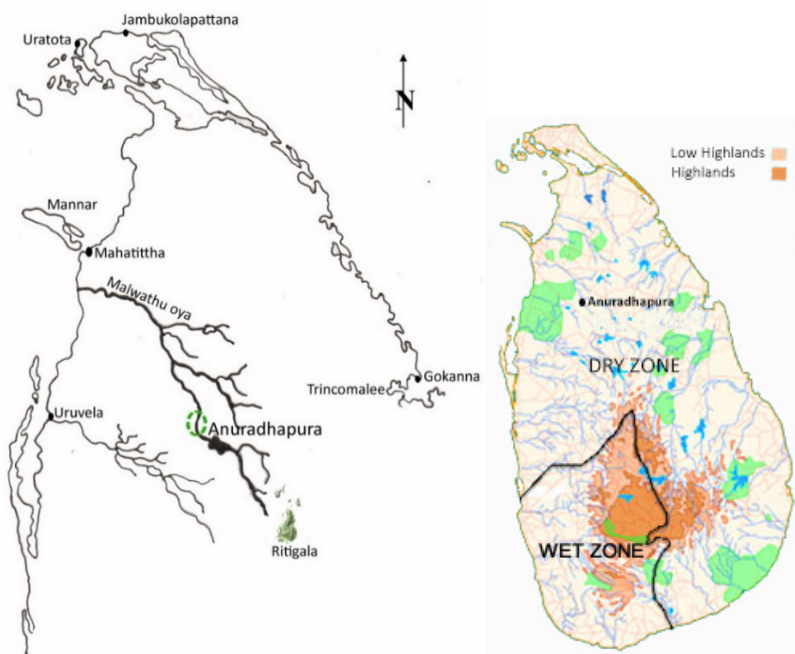 Jambukolapattana
Uratota
N
Mannar
Mahatittha
Malwathu oya
Gokanna
Trincomalee
Uruvela
Anuradhapura
Ritigala
Low Highlands
Highlands
Anuradhapura
DRY ZONE
WET ZONE